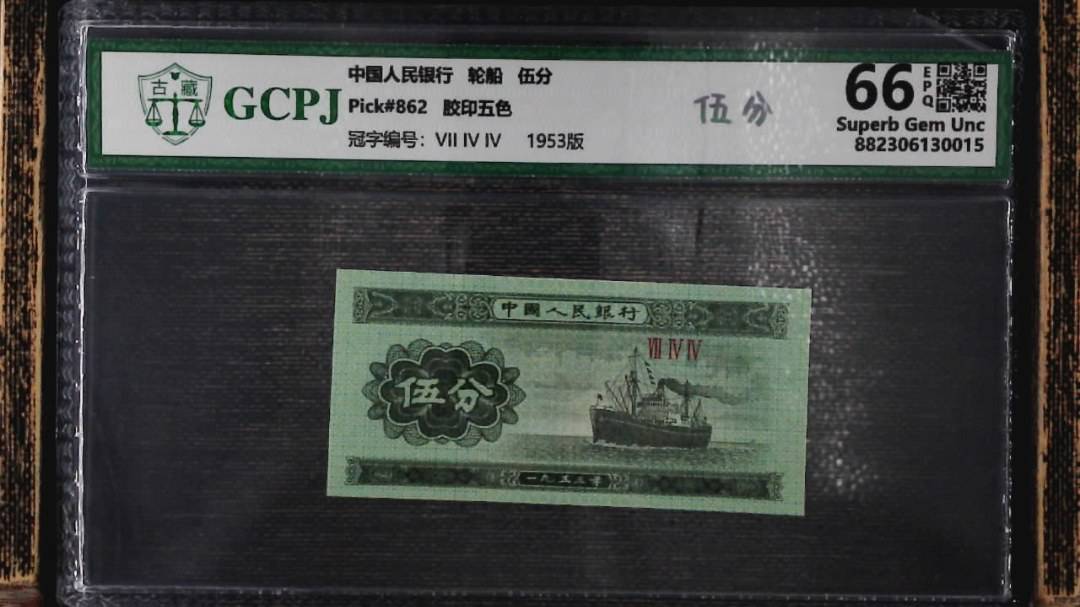 古藏
GCPJ
中国人民银行 轮船 伍分
Pick#862 胶印五色
冠字编号：VII IV IV 1953版
伍分
66 EPQ
Superb Gem Unc
882306130015
中國人民銀行
VII IV IV
伍分
一九五三年